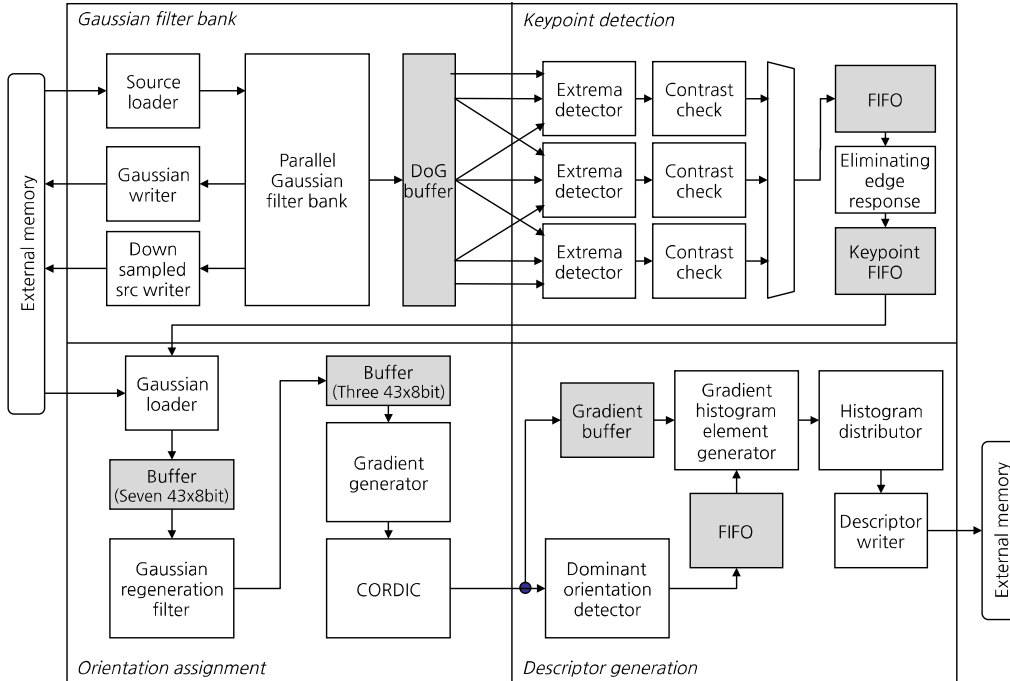 Gaussian filter bank
Keypoint detection
External memory
Source
loader
Gaussian
writer
Down
sampled
src writer
Parallel
Gaussian
filter bank
DoG
buffer
Extrema
detector
Contrast
check
Extrema
detector
Contrast
check
Extrema
detector
Contrast
check
FIFO
Eliminating
edge
response
Keypoint
FIFO
Gaussian
loader
Buffer
(Seven 43x8bit)
Gaussian
regeneration
filter
Buffer
(Three 43x8bit)
Gradient
generator
CORDIC
Orientation assignment
Gradient
buffer
Gradient
histogram
element
generator
Histogram
distributor
FIFO
Dominant
orientation
detector
Descriptor
writer
External memory
Descriptor generation